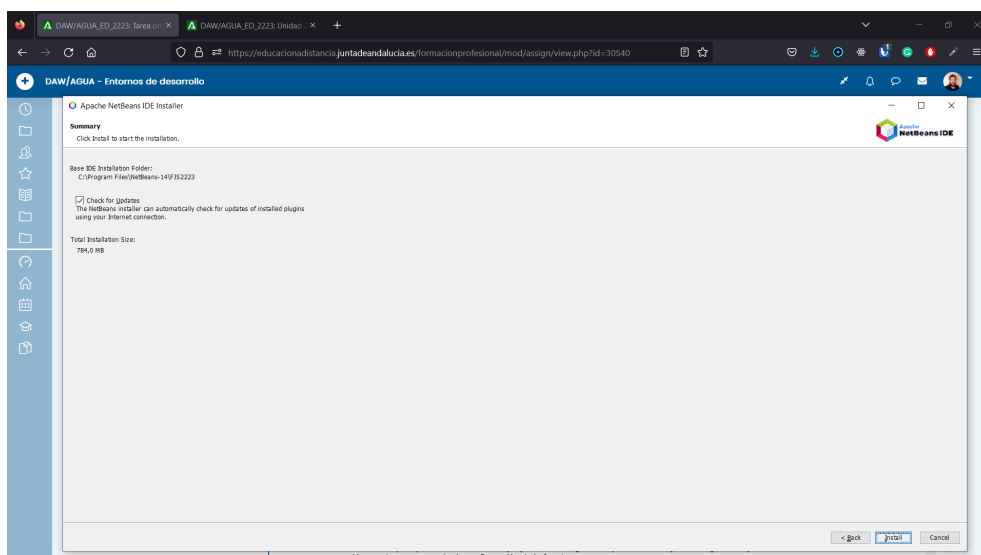 DAW/AGUA_ED_2223: Tarea on
DAW/AGUA_ED_2223: Unidad
https://educacionadistancia.juntadeandalucia.es/formacionprofesional/mod/assign/view.php?id=30540
DAW/AGUA - Entornos de desarrollo
Apache NetBeans IDE Installer
Summary
Click Install to start the installation.
Apache
NetBeans IDE
Base IDE Installation Folder:
C:\Program Files\NetBeans-14\FJS2223
Check for Updates
The NetBeans installer can automatically check for updates of installed plugins
using your Internet connection.
Total Installation Size:
784,0 MB
< Back
Install
Cancel